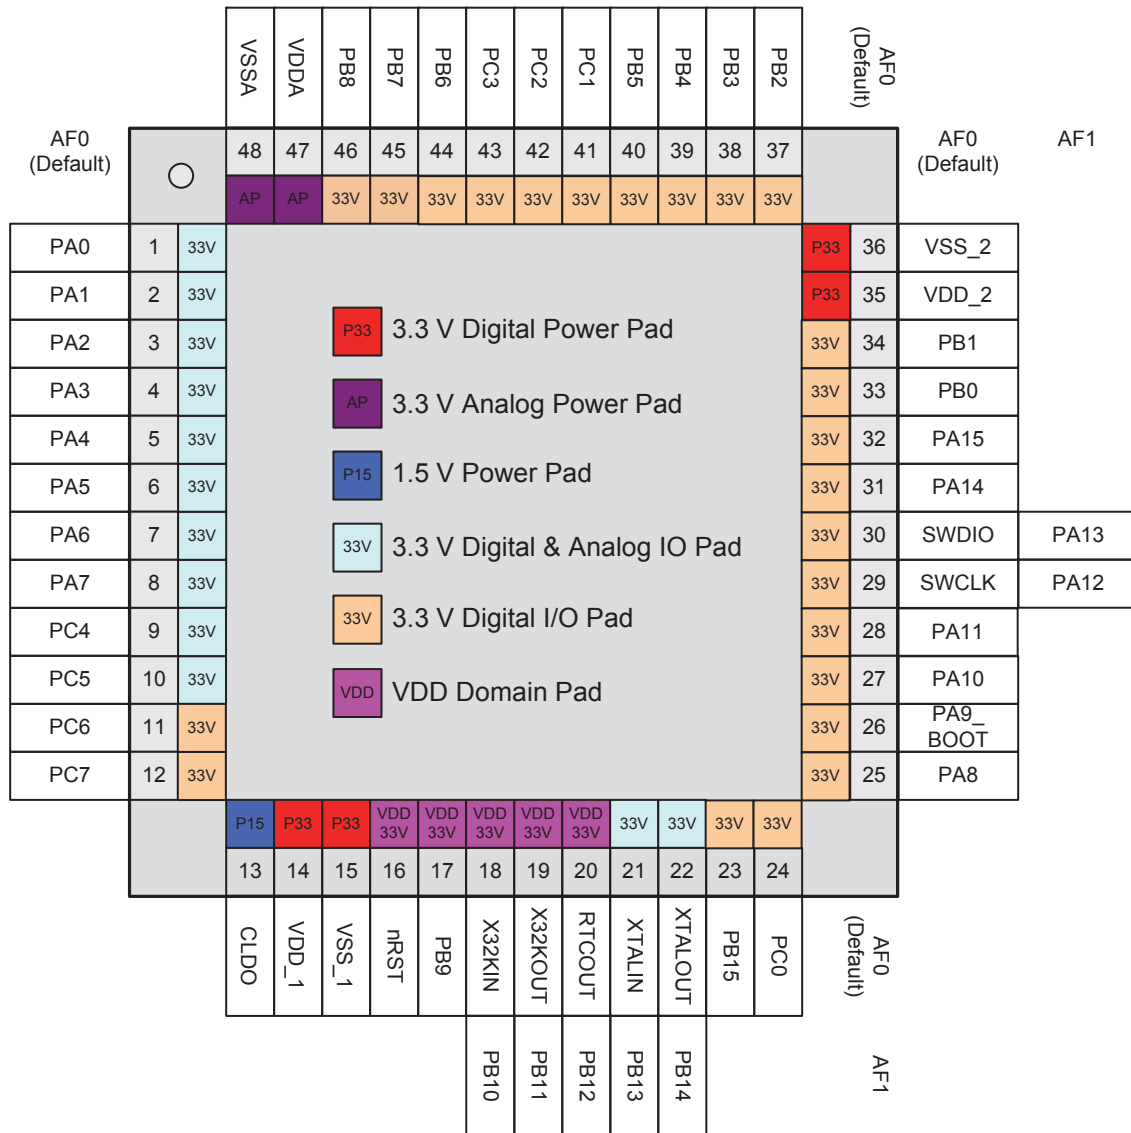 VSSA VDDA PB8 PB7 PB6 PC3 PC2 PC1 PB5 PB4 PB3 PB2 AF0
(Default)
AF0
(Default)
48 47 46 45 44 43 42 41 40 39 38 37
AF0
(Default)
AF1
AP AP 33V 33V 33V 33V 33V 33V 33V 33V 33V 33V
PA0 1 33V P33 36 VSS_2
PA1 2 33V P33 35 VDD_2
PA2 3 33V 33V 34 PB1
PA3 4 33V 33V 33 PB0
PA4 5 33V 33V 32 PA15
PA5 6 33V 33V 31 PA14
PA6 7 33V 33V 30 SWDIO PA13
PA7 8 33V 33V 29 SWCLK PA12
PC4 9 33V 33V 28 PA11
PC5 10 33V 33V 27 PA10
PC6 11 33V 33V 26 PA9_
BOOT
PC7 12 33V 33V 25 PA8
P33 3.3 V Digital Power Pad
AP 3.3 V Analog Power Pad
P15 1.5 V Power Pad
33V 3.3 V Digital & Analog IO Pad
33V 3.3 V Digital I/O Pad
VDD VDD Domain Pad
P15 P33 P33 VDD VDD VDD VDD VDD 33V 33V 33V 33V
33V 33V 33V 33V 33V
13 14 15 16 17 18 19 20 21 22 23 24
CLDO VDD_1 VSS_1 nRST PB9 X32KIN X32KOUT RTCOUT XTALIN XTALOUT PB15 PC0 AF0
(Default)
PB10 PB11 PB12 PB13 PB14 AF1